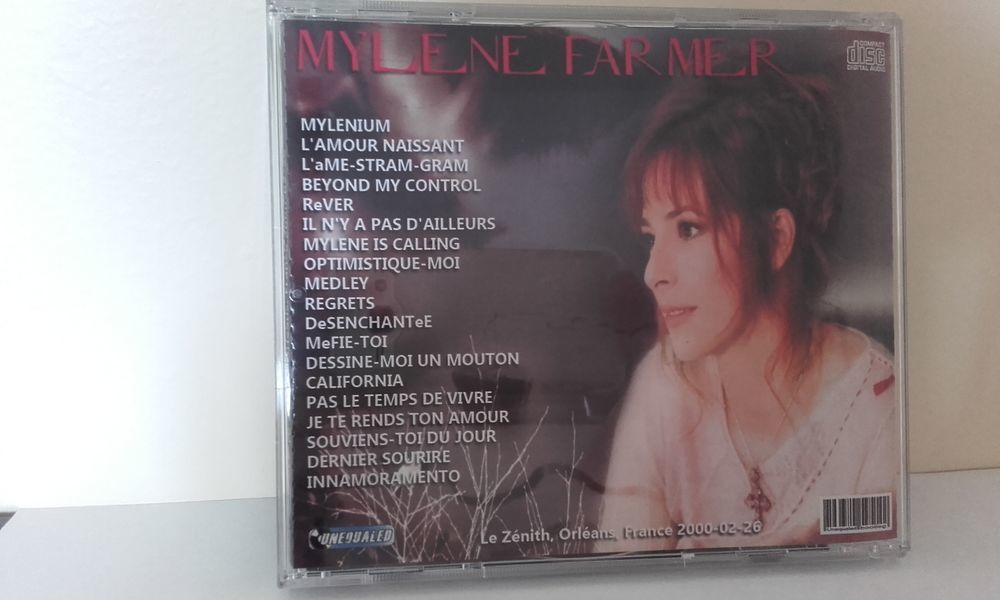 MYLENE FARMER
COMPACT
disc
DIGITAL AUDIO
MYLENIUM
L'AMOUR NAISSANT
L'aME-STRAM-GRAM
BEYOND MY CONTROL
ReVER
IL N'Y A PAS D'AILLEURS
MYLENE IS CALLING
OPTIMISTIQUE-MOI
MEDLEY
REGRETS
DeSENCHANTeE
MeFIE-TOI
DESSINE-MOI UN MOUTON
CALIFORNIA
PAS LE TEMPS DE VIVRE
JE TE RENDS TON AMOUR
SOUVIENS-TOI DU JOUR
DERNIER SOURIRE
INNAMORAMENTO
UNEQUALED
Le Zénith, Orléans, France 2000-02-26